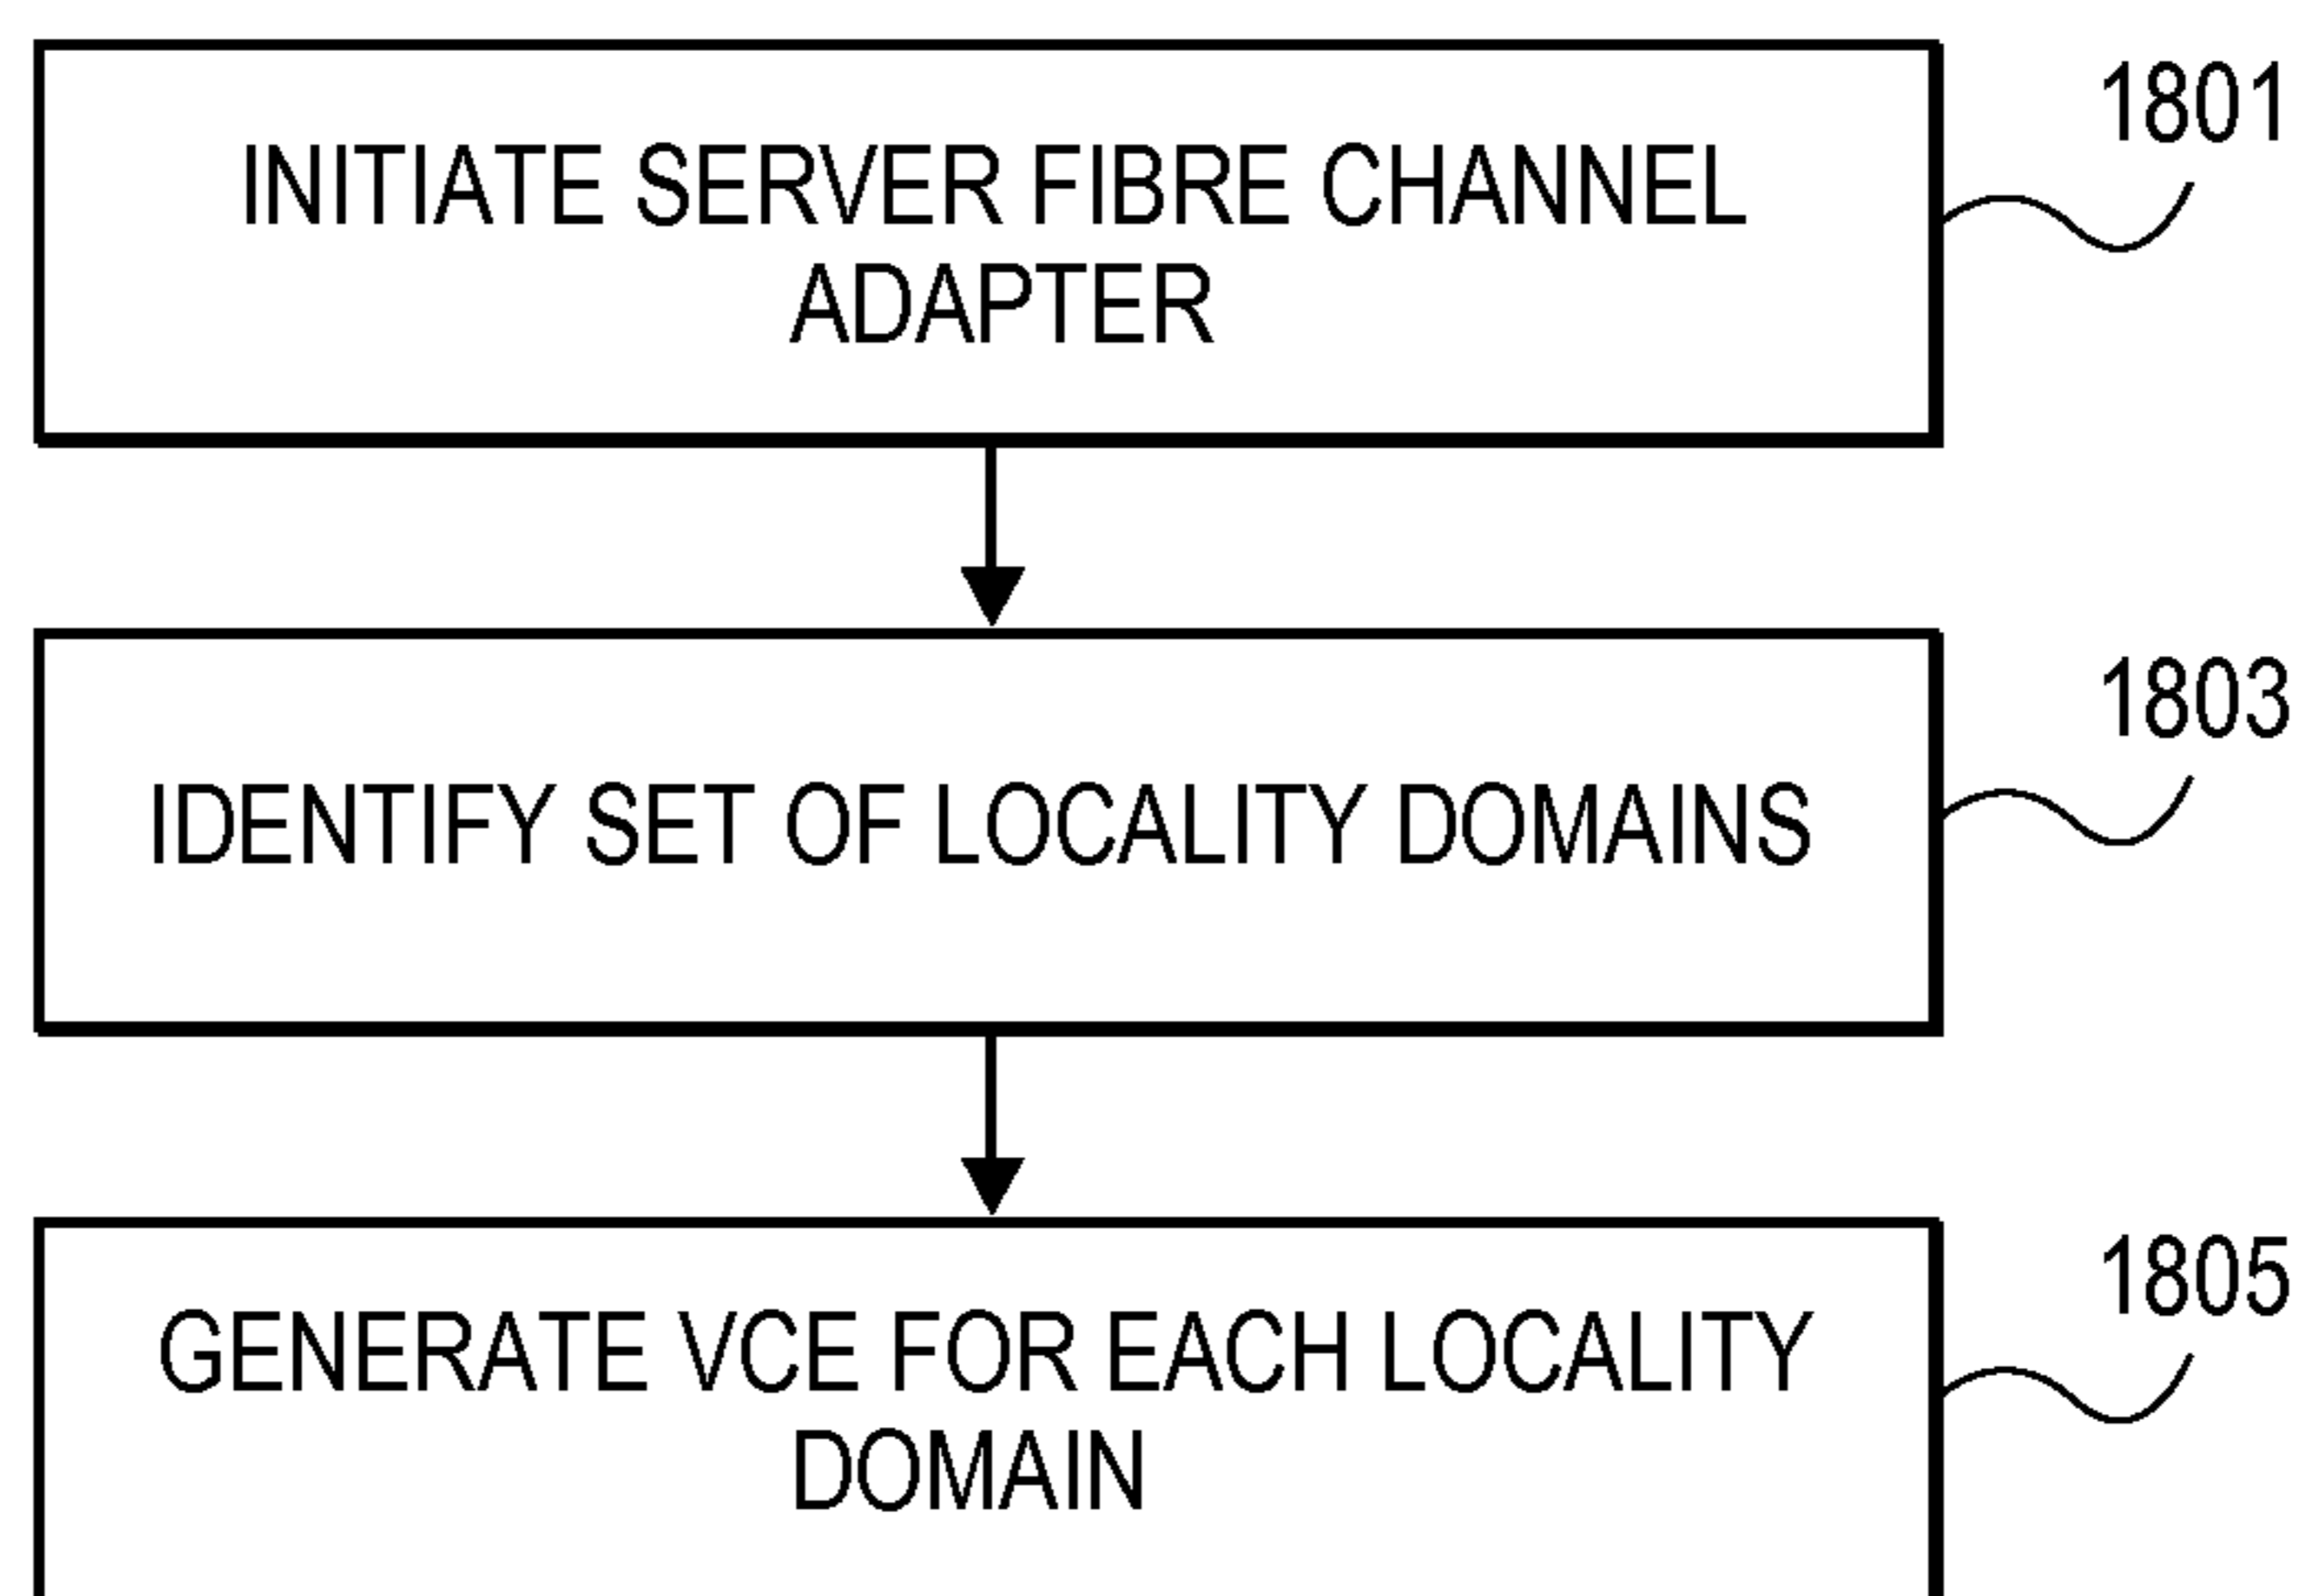 1801
INITIATE SERVER FIBRE CHANNEL
ADAPTER
1803
IDENTIFY SET OF LOCALITY DOMAINS
1805
GENERATE VCE FOR EACH LOCALITY
DOMAIN